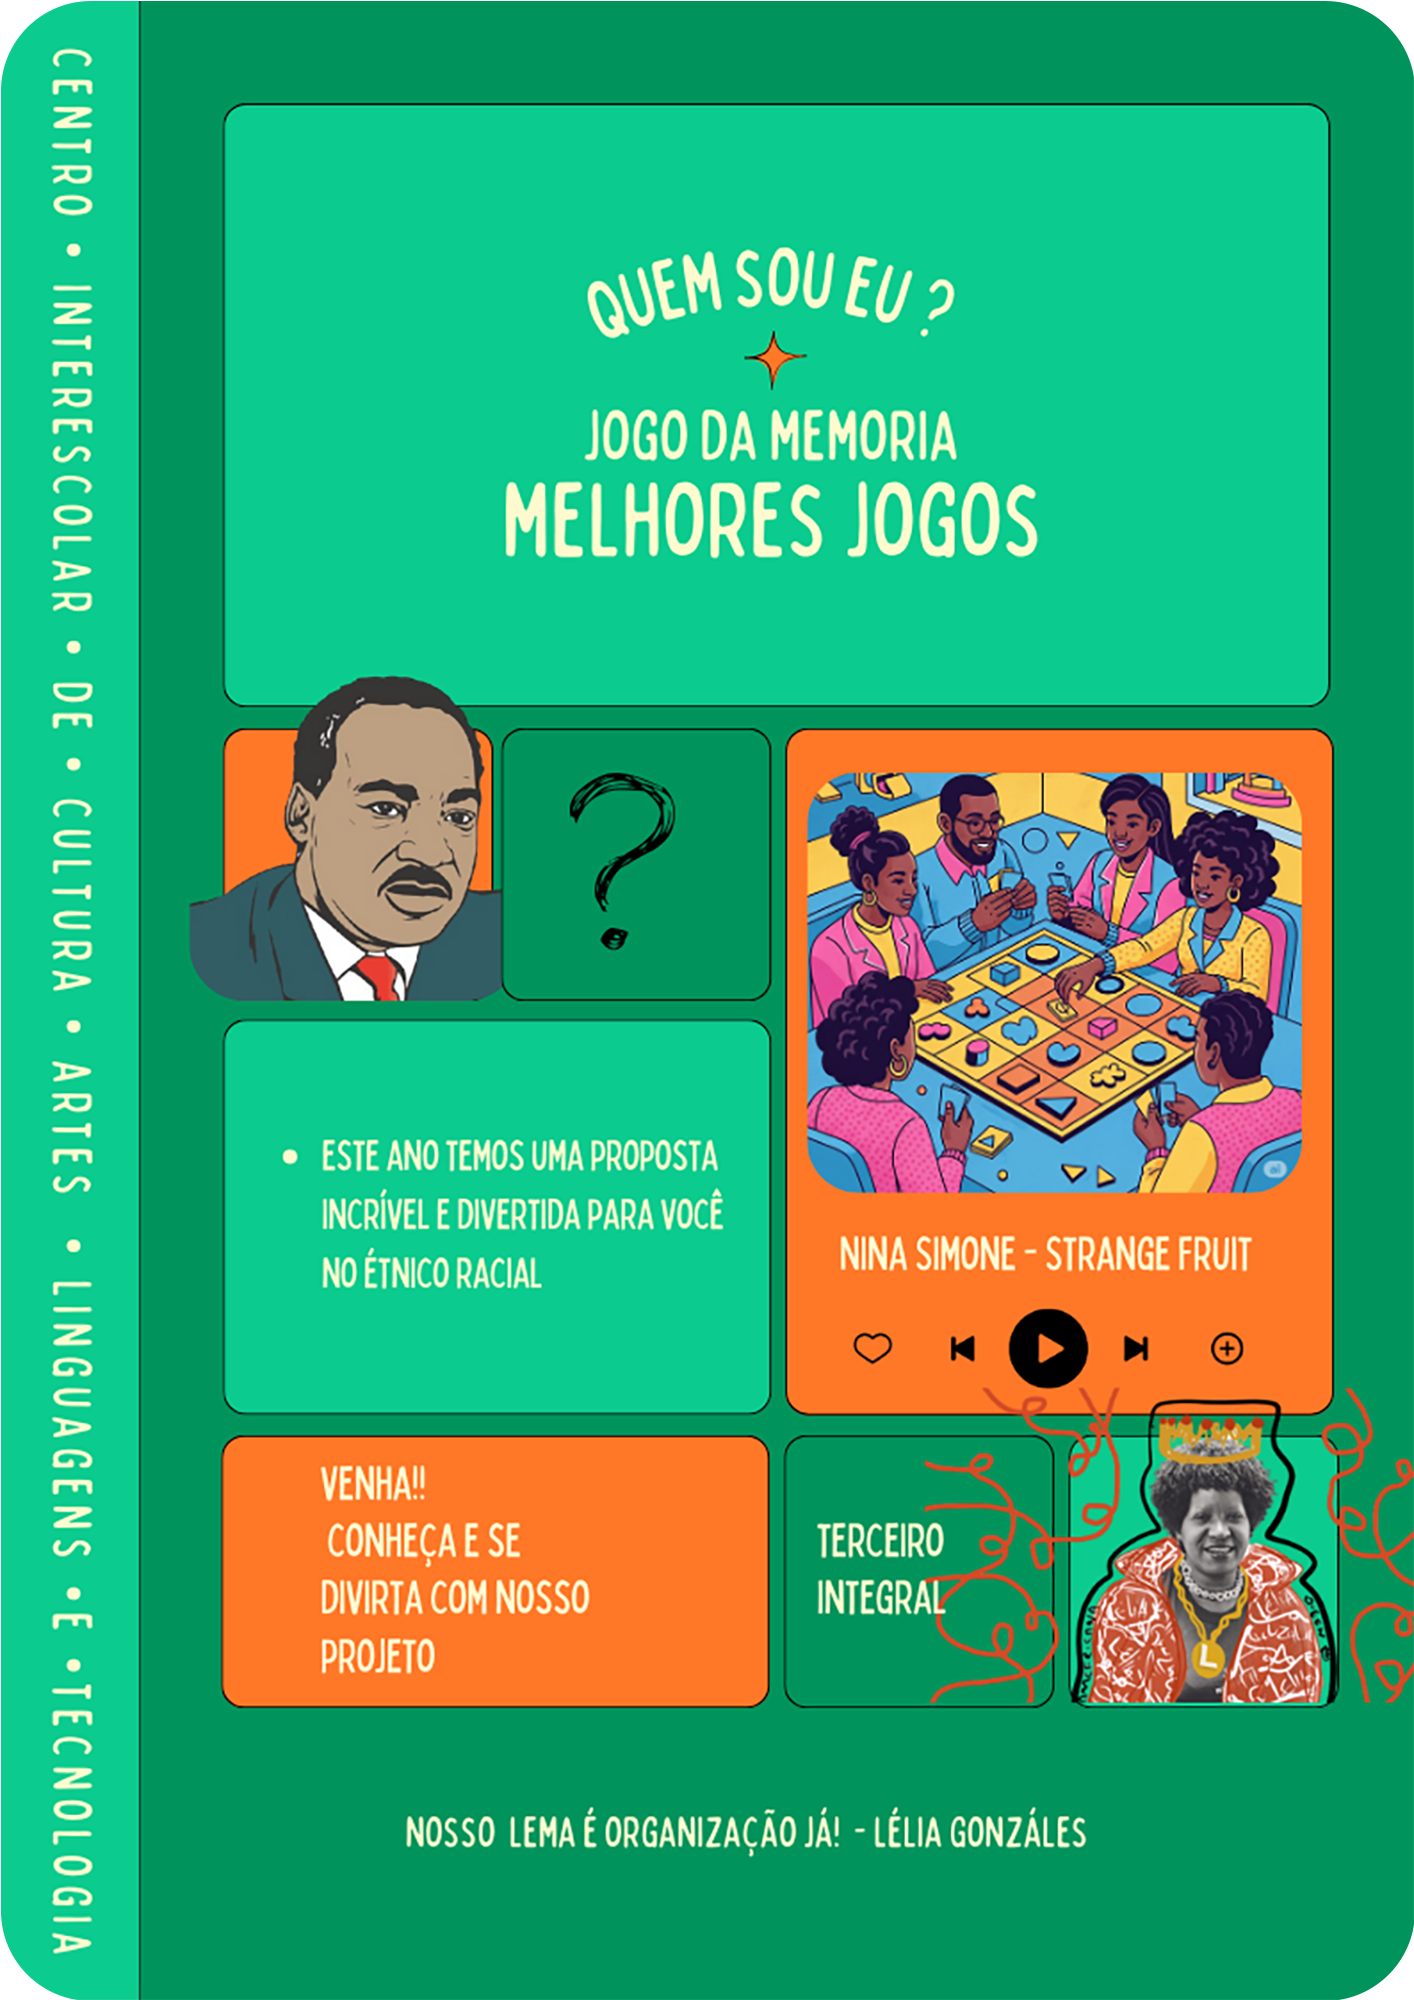 CENTRO • INTERESCOLAR • DE • CULTURA • ARTES • LINGUAGENS • E • TECNOLOGIA
QUEM SOU EU ?
JOGO DA MEMORIA
MELHORES JOGOS
• ESTE ANO TEMOS UMA PROPOSTA
INCRÍVEL E DIVERTIDA PARA VOCÊ
NO ÉTNICO RACIAL
NINA SIMONE - STRANGE FRUIT
VENHA!!
CONHEÇA E SE
DIVIRTA COM NOSSO
PROJETO
TERCEIRO
INTEGRAL
L
NOSSO LEMA É ORGANIZAÇÃO JÁ! - LÉLIA GONZÁLES